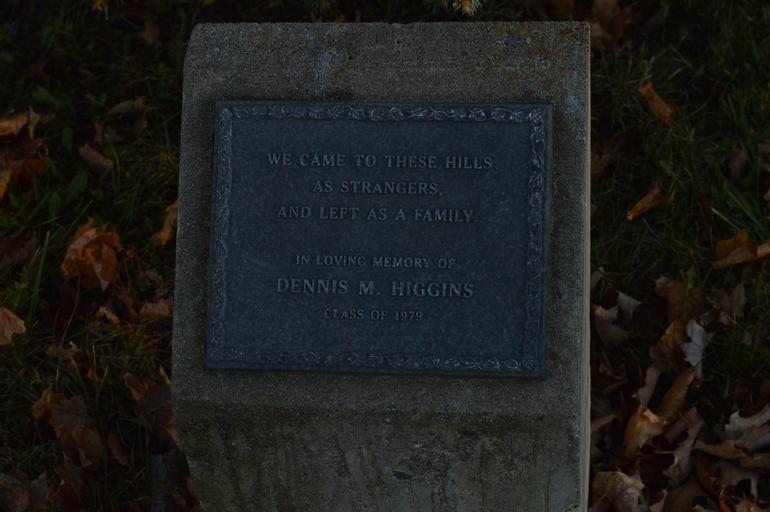 WE CAME TO THESE HILLS
AS STRANGERS,
AND LEFT AS A FAMILY.
IN LOVING MEMORY OF
DENNIS M. HIGGINS
CLASS OF 1979